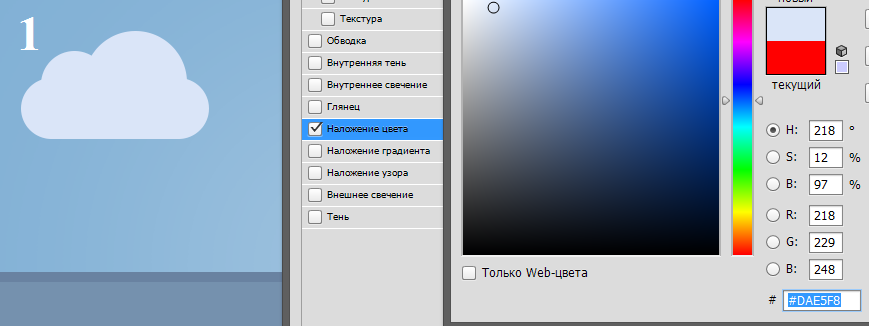 1
Текстура
Обводка
Внутренняя тень
Внутреннее свечение
Глянец
Наложение цвета
Наложение градиента
Наложение узора
Внешнее свечение
Тень
новый
текущий
H: 218 °
S: 12 %
B: 97 %
R: 218
G: 229
B: 248
Только Web-цвета
# #DAE5F8